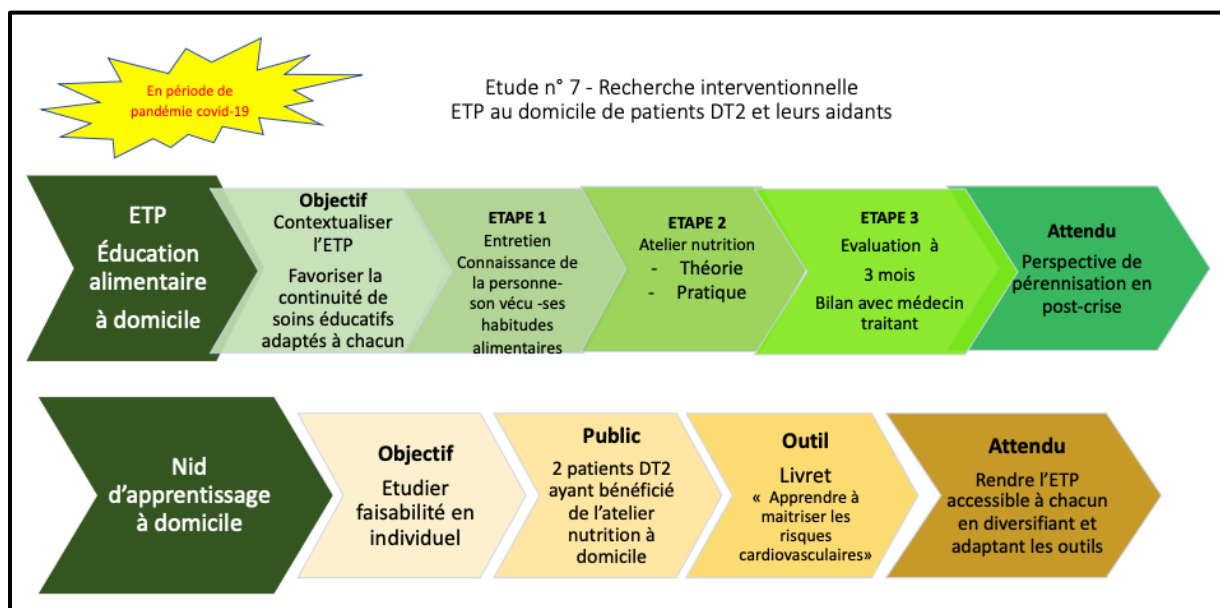 En période de
pandémie covid-19
Etude n° 7 - Recherche interventionnelle
ETP au domicile de patients DT2 et leurs aidants
ETP
Éducation
alimentaire
à domicile
Objectif
Contextualiser
l'ETP
Favoriser la
continuité de
soins éducatifs
adaptés à chacun
ETAPE 1
Entretien
Connaissance de
la personne-
son vécu -ses
habitudes
alimentaires
ETAPE 2
Atelier nutrition
- Théorie
- Pratique
ETAPE 3
Evaluation à
3 mois
Bilan avec médecin
traitant
Attendu
Perspective de
pérennisation en
post-crise
Nid
d'apprentissage
à domicile
Objectif
Etudier
faisabilité en
individuel
Public
2 patients DT2
ayant bénéficié
de l'atelier
nutrition à
domicile
Outil
Livret
« Apprendre à
maitriser les
risques
cardiovasculaires»
Attendu
Rendre l'ETP
accessible à chacun
en diversifiant et
adaptant les outils